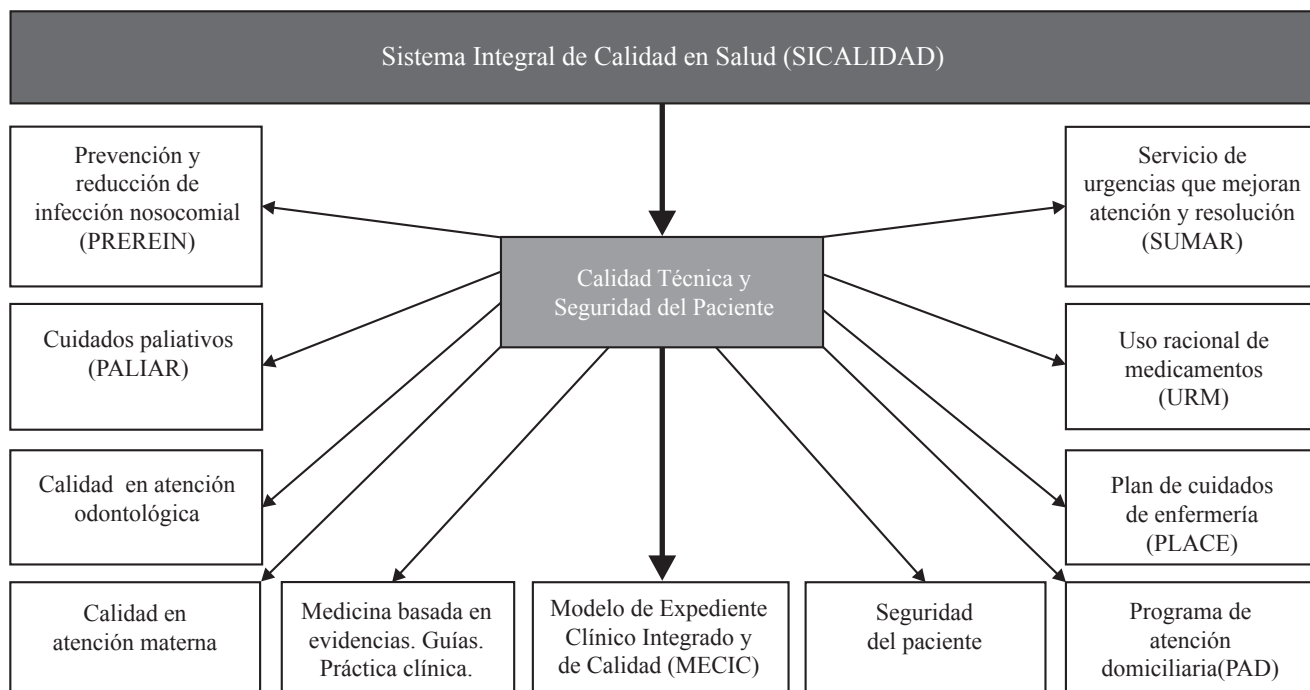 Sistema Integral de Calidad en Salud (SICALIDAD)
Prevención y
reducción de
infección nosocomial
(PREREIN)
Servicio de
urgencias que mejoran
atención y resolución
(SUMAR)
Calidad Técnica y
Seguridad del Paciente
Cuidados paliativos
(PALIAR)
Uso racional de
medicamentos
(URM)
Calidad en atención
odontológica
Plan de cuidados
de enfermería
(PLACE)
Calidad en
atención materna
Medicina basada en
evidencias. Guías.
Práctica clínica.
Modelo de Expediente
Clínico Integrado y
de Calidad (MECIC)
Seguridad
del paciente
Programa de
atención
domiciliaria(PAD)